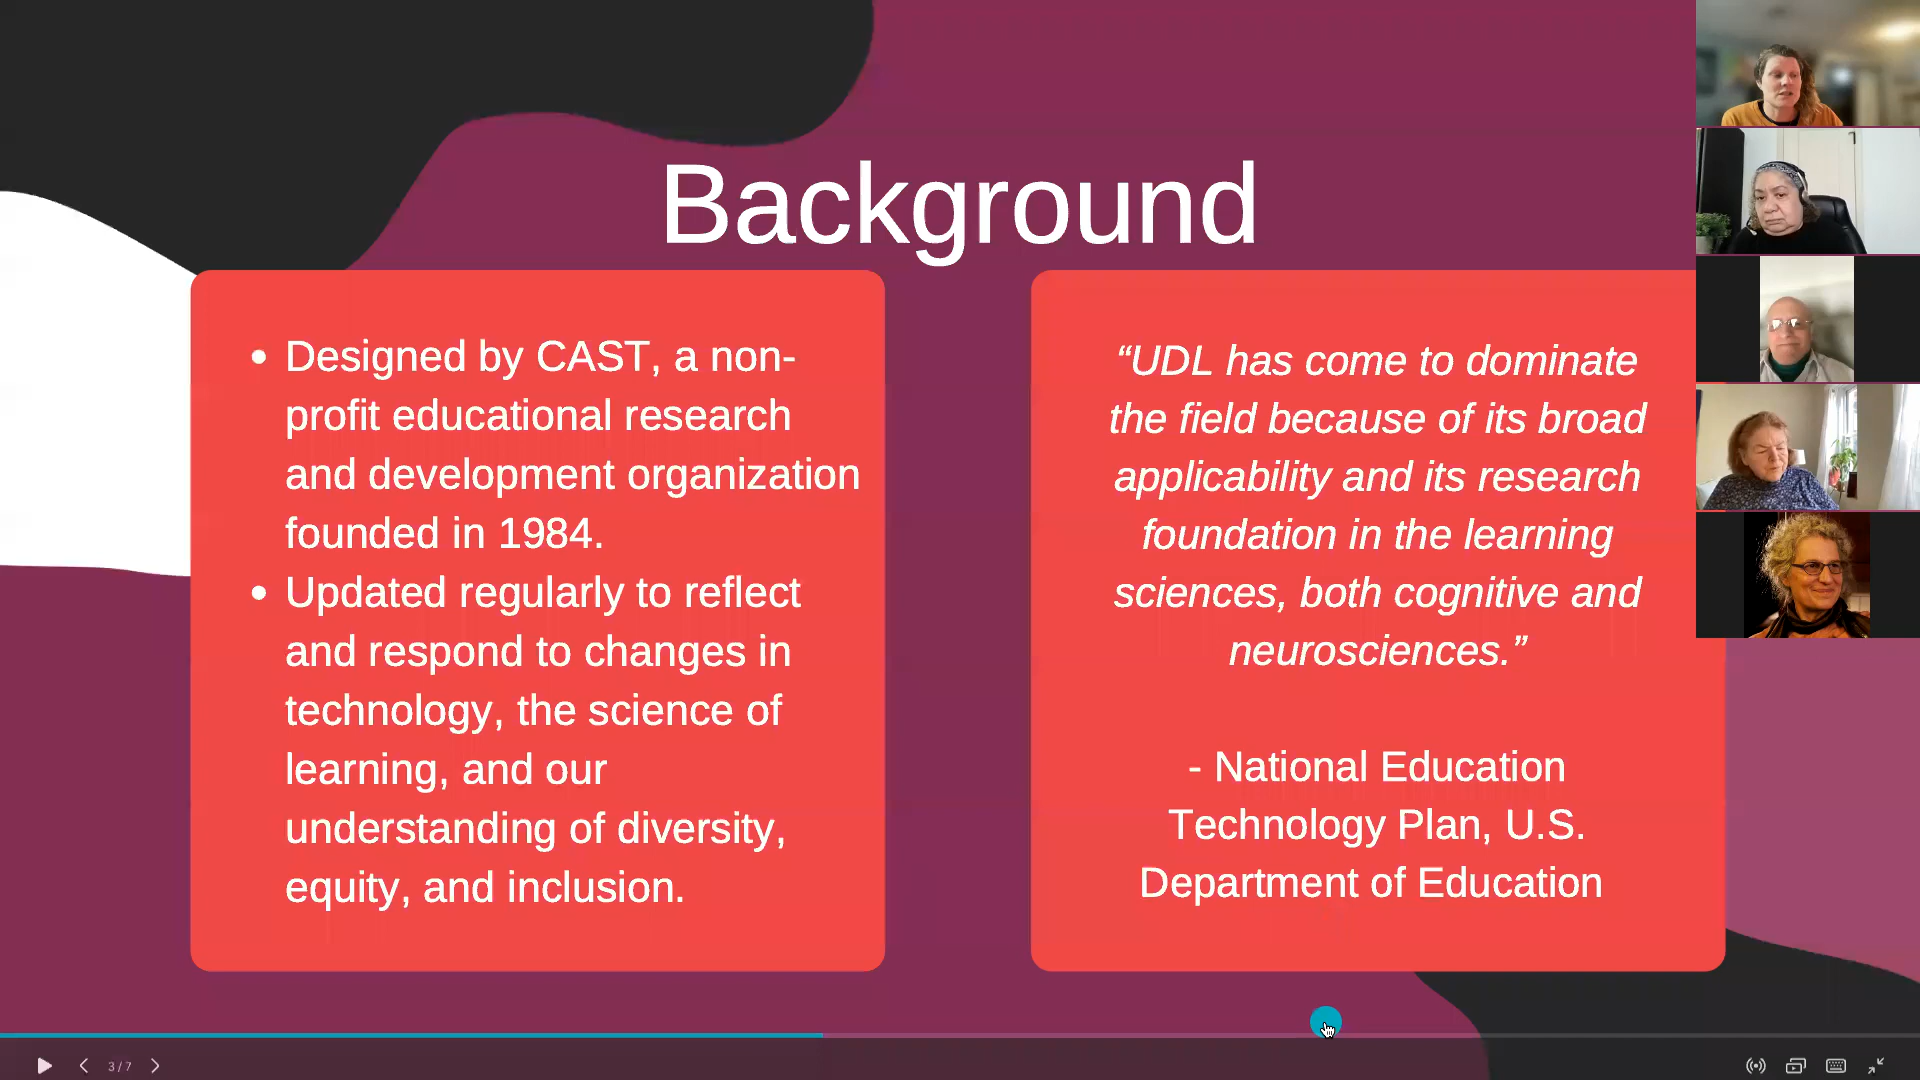 Background
• Designed by CAST, a non-
profit educational research
and development organization
founded in 1984.
• Updated regularly to reflect
and respond to changes in
technology, the science of
learning, and our
understanding of diversity,
equity, and inclusion.
“UDL has come to dominate
the field because of its broad
applicability and its research
foundation in the learning
sciences, both cognitive and
neurosciences.”
- National Education
Technology Plan, U.S.
Department of Education
3/7